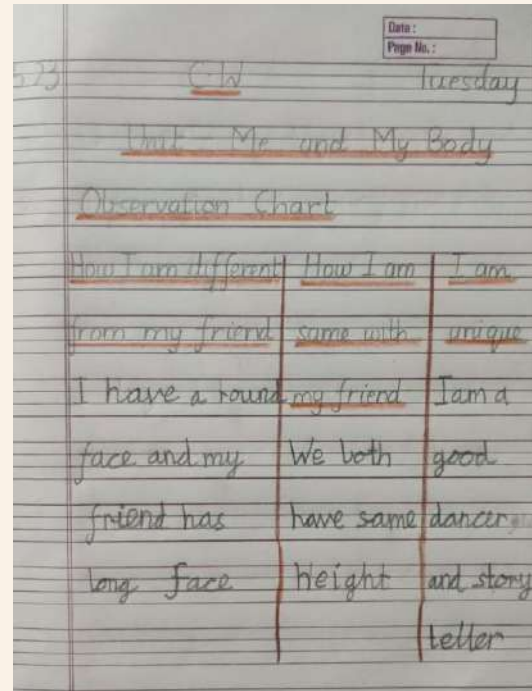 Date :
Page No. :
C.W Tuesday
Unit - Me and My Body
Observation Chart
How I am different
from my friend
I have a round
face and my
friend has
long face
How I am
same with
my friend
We both
have same
height
I am
unique
I am a
good
dancer
and story
teller